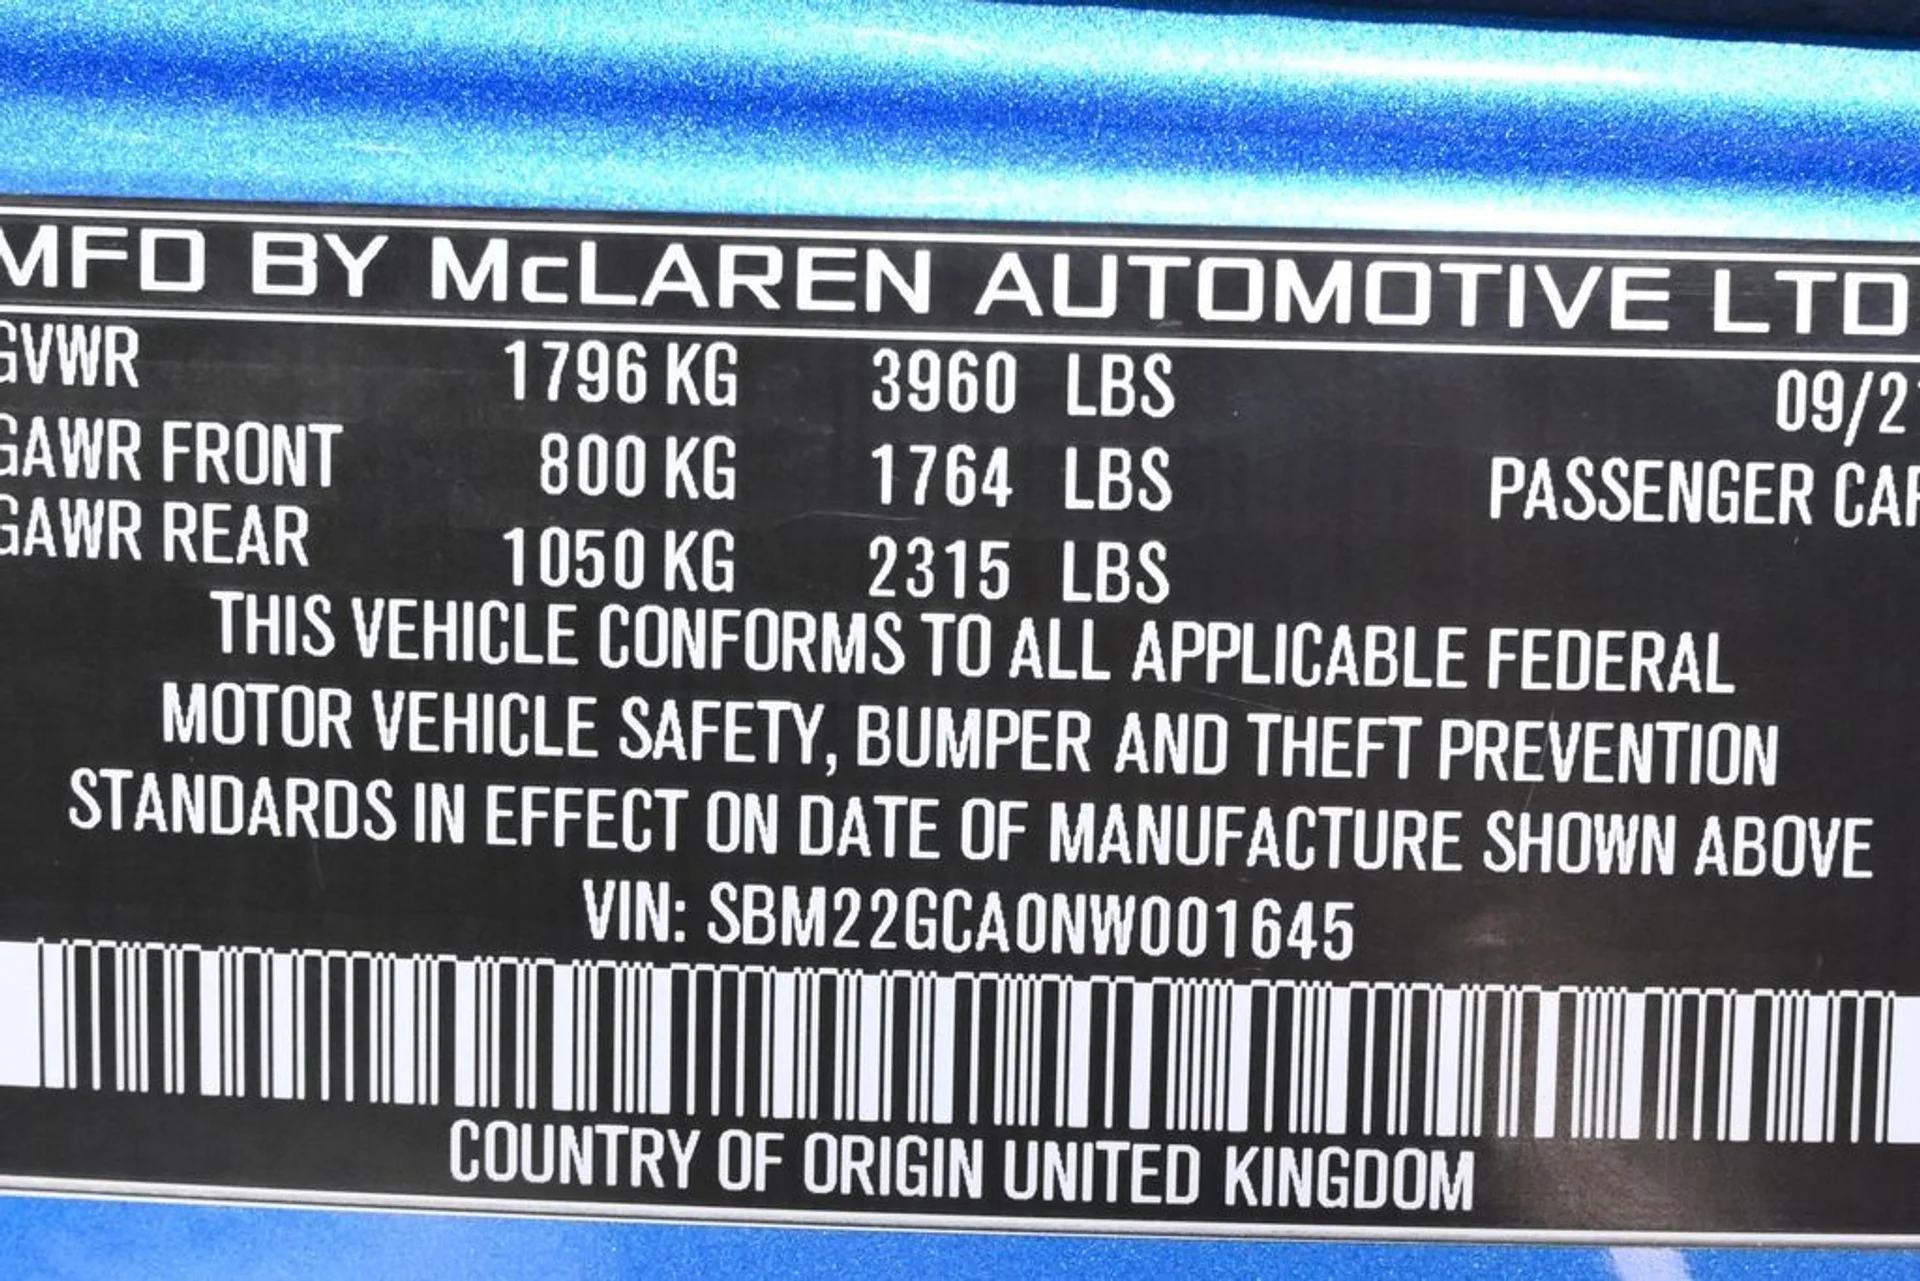 MFD BY McLAREN AUTOMOTIVE LTD
GVWR 1796 KG 3960 LBS 09/21
GAWR FRONT 800 KG 1764 LBS PASSENGER CAR
GAWR REAR 1050 KG 2315 LBS
THIS VEHICLE CONFORMS TO ALL APPLICABLE FEDERAL
MOTOR VEHICLE SAFETY, BUMPER AND THEFT PREVENTION
STANDARDS IN EFFECT ON DATE OF MANUFACTURE SHOWN ABOVE
VIN: SBM22GCA0NW001645
COUNTRY OF ORIGIN UNITED KINGDOM